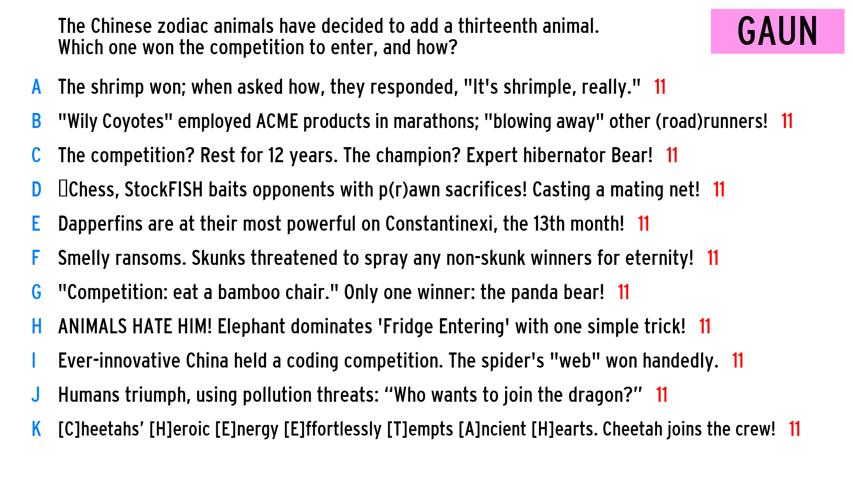 The Chinese zodiac animals have decided to add a thirteenth animal.
Which one won the competition to enter, and how?
GAUN
A The shrimp won; when asked how, they responded, "It's shrimple, really." 11
B "Wily Coyotes" employed ACME products in marathons; "blowing away" other (road)runners! 11
C The competition? Rest for 12 years. The champion? Expert hibernator Bear! 11
D Chess, StockFISH baits opponents with p(r)awn sacrifices! Casting a mating net! 11
E Dapperfins are at their most powerful on Constantinexi, the 13th month! 11
F Smelly ransoms. Skunks threatened to spray any non-skunk winners for eternity! 11
G "Competition: eat a bamboo chair." Only one winner: the panda bear! 11
H ANIMALS HATE HIM! Elephant dominates 'Fridge Entering' with one simple trick! 11
I Ever-innovative China held a coding competition. The spider's "web" won handedly. 11
J Humans triumph, using pollution threats: “Who wants to join the dragon?” 11
K [C]heetahs’ [H]eroic [E]nergy [E]ffortlessly [T]empts [A]ncient [H]earts. Cheetah joins the crew! 11